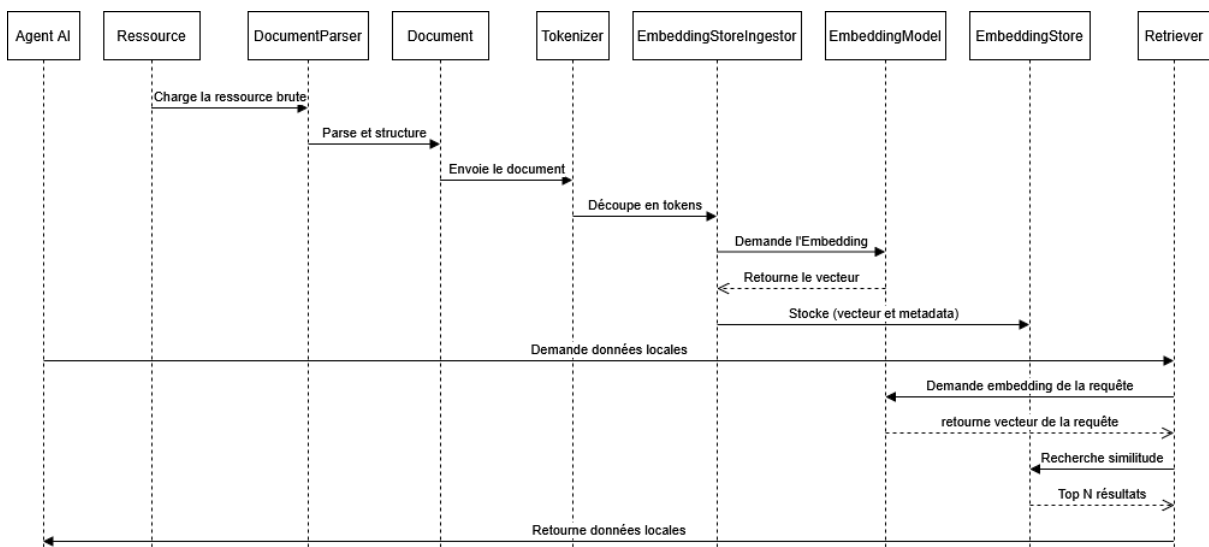 Agent AI
Ressource
DocumentParser
Document
Tokenizer
EmbeddingStoreIngestor
EmbeddingModel
EmbeddingStore
Retriever
Charge la ressource brute
Parse et structure
Envoie le document
Découpe en tokens
Demande l'Embedding
Retourne le vecteur
Stocke (vecteur et metadata)
Demande données locales
Demande embedding de la requête
retourne vecteur de la requête
Recherche similitude
Top N résultats
Retourne données locales